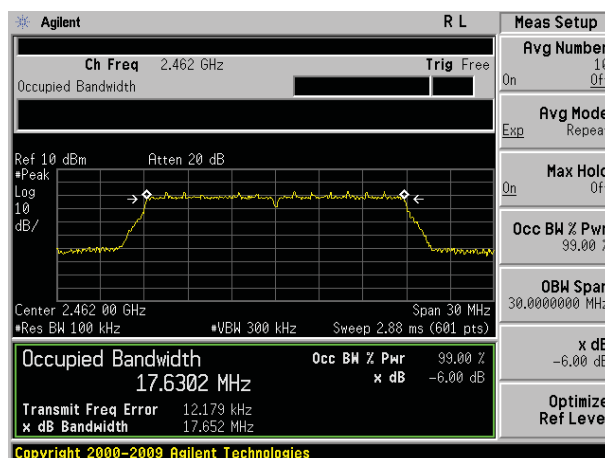 Agilent R L
Meas Setup
Ch Freq 2.462 GHz Trig Free
Occupied Bandwidth
Avg Number
10
On Off
Avg Mode
Exp Repeat
Max Hold
On Off
Occ BW % Pwr
99.00 %
OBW Span
30.0000000 MHz
x dB
-6.00 dB
Optimize
Ref Level
Ref 10 dBm Atten 20 dB
#Peak
Log
10
dB/
Center 2.462 00 GHz Span 30 MHz
#Res BW 100 kHz #VBW 300 kHz Sweep 2.88 ms (601 pts)
Occupied Bandwidth Occ BW % Pwr 99.00 %
17.6302 MHz x dB -6.00 dB
Transmit Freq Error 12.179 kHz
x dB Bandwidth 17.652 MHz
Copyright 2000-2009 Agilent Technologies